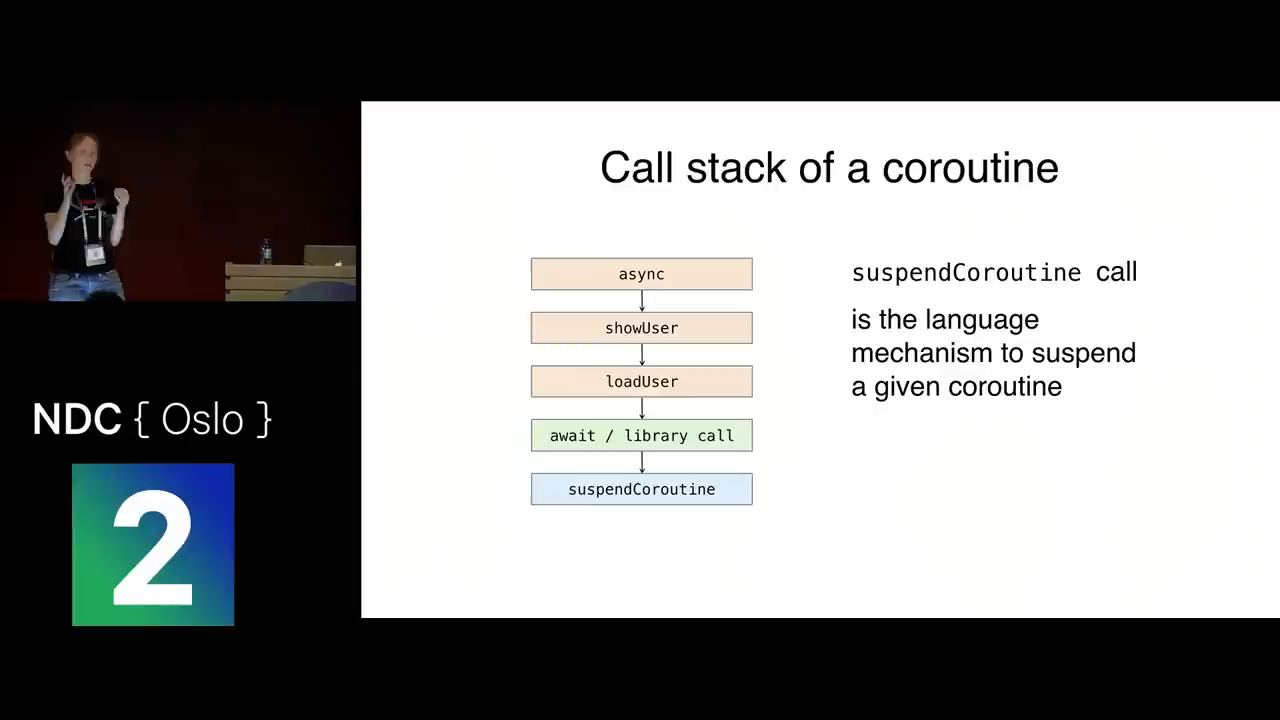 Call stack of a coroutine
async
showUser
loadUser
await / library call
suspendCoroutine
suspendCoroutine call
is the language
mechanism to suspend
a given coroutine
NDC { Oslo }
2